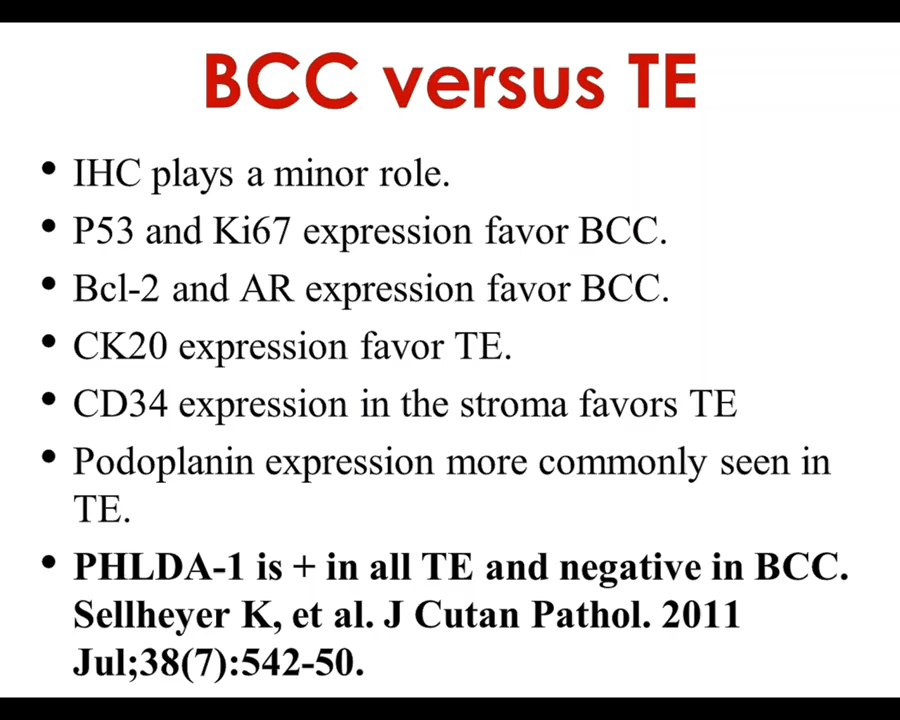 BCC versus TE
• IHC plays a minor role.
• P53 and Ki67 expression favor BCC.
• Bcl-2 and AR expression favor BCC.
• CK20 expression favor TE.
• CD34 expression in the stroma favors TE
• Podoplanin expression more commonly seen in
TE.
• PHLDA-1 is + in all TE and negative in BCC.
Sellheyer K, et al. J Cutan Pathol. 2011
Jul;38(7):542-50.